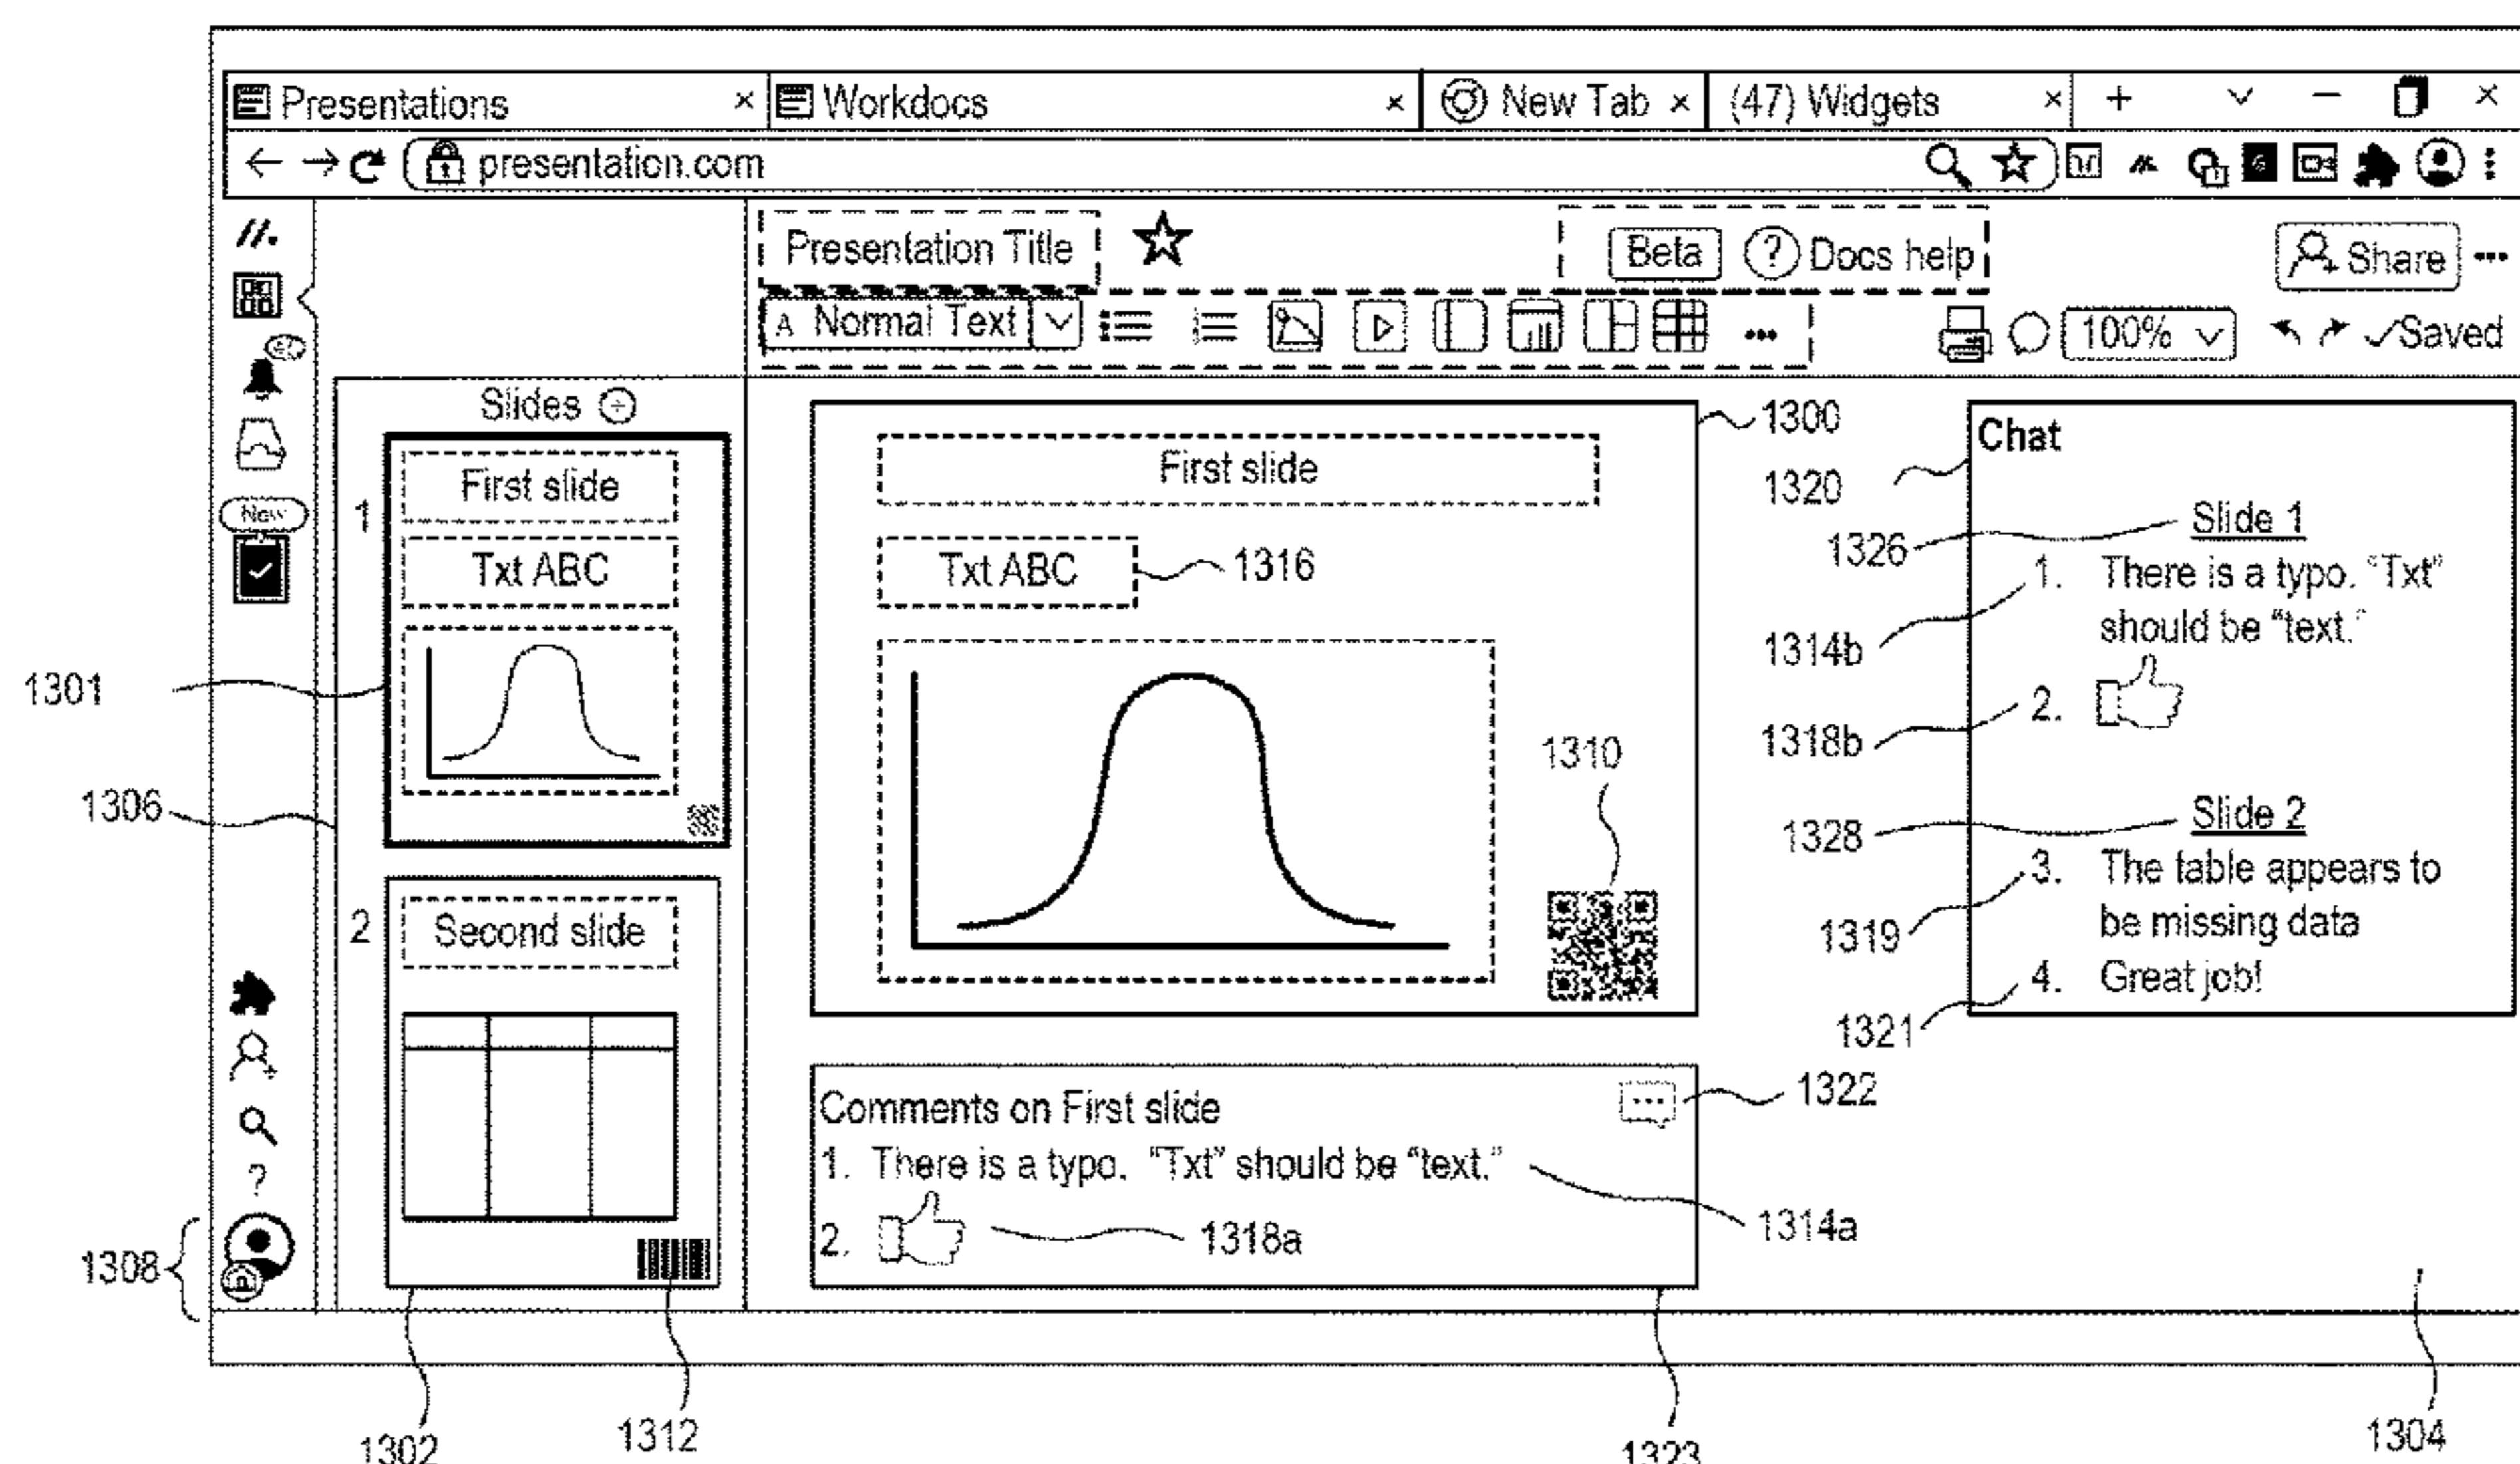 Presentations × Workdocs × New Tab × (47) Widgets × +
presentation.com
Presentation Title Beta ? Docs help Share
A Normal Text 100% Saved
New
Slides
1
First slide
Txt ABC
2
Second slide
First slide
Txt ABC
1300
1316
1310
1301
1306
1308
1302
1312
Comments on First slide
1. There is a typo. “Txt” should be “text.”
2.
1322
1314a
1318a
1323
1304
1320
1326
1314b
1318b
1328
1319
1321
Chat
Slide 1
1. There is a typo. “Txt”
should be “text.”
2.
Slide 2
3. The table appears to
be missing data
4. Great job!
?